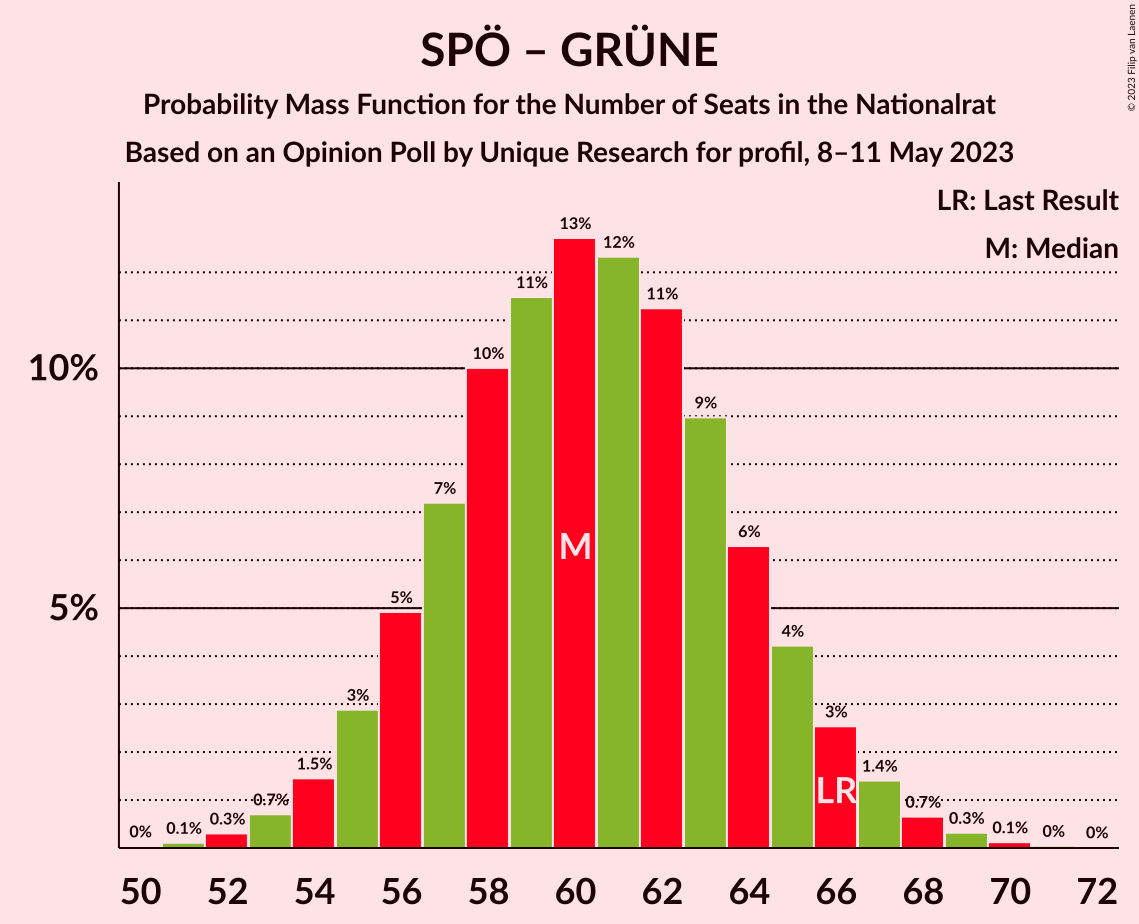 © 2023 Filip van Laenen
SPÖ – GRÜNE
Probability Mass Function for the Number of Seats in the Nationalrat
Based on an Opinion Poll by Unique Research for profil, 8–11 May 2023
LR: Last Result
M: Median
10%
5%
0%
0.1%
0.3%
0.7%
1.5%
3%
5%
7%
10%
11%
13%
12%
11%
9%
6%
4%
3%
1.4%
0.7%
0.3%
0.1%
0%
0%
M
LR
50 52 54 56 58 60 62 64 66 68 70 72